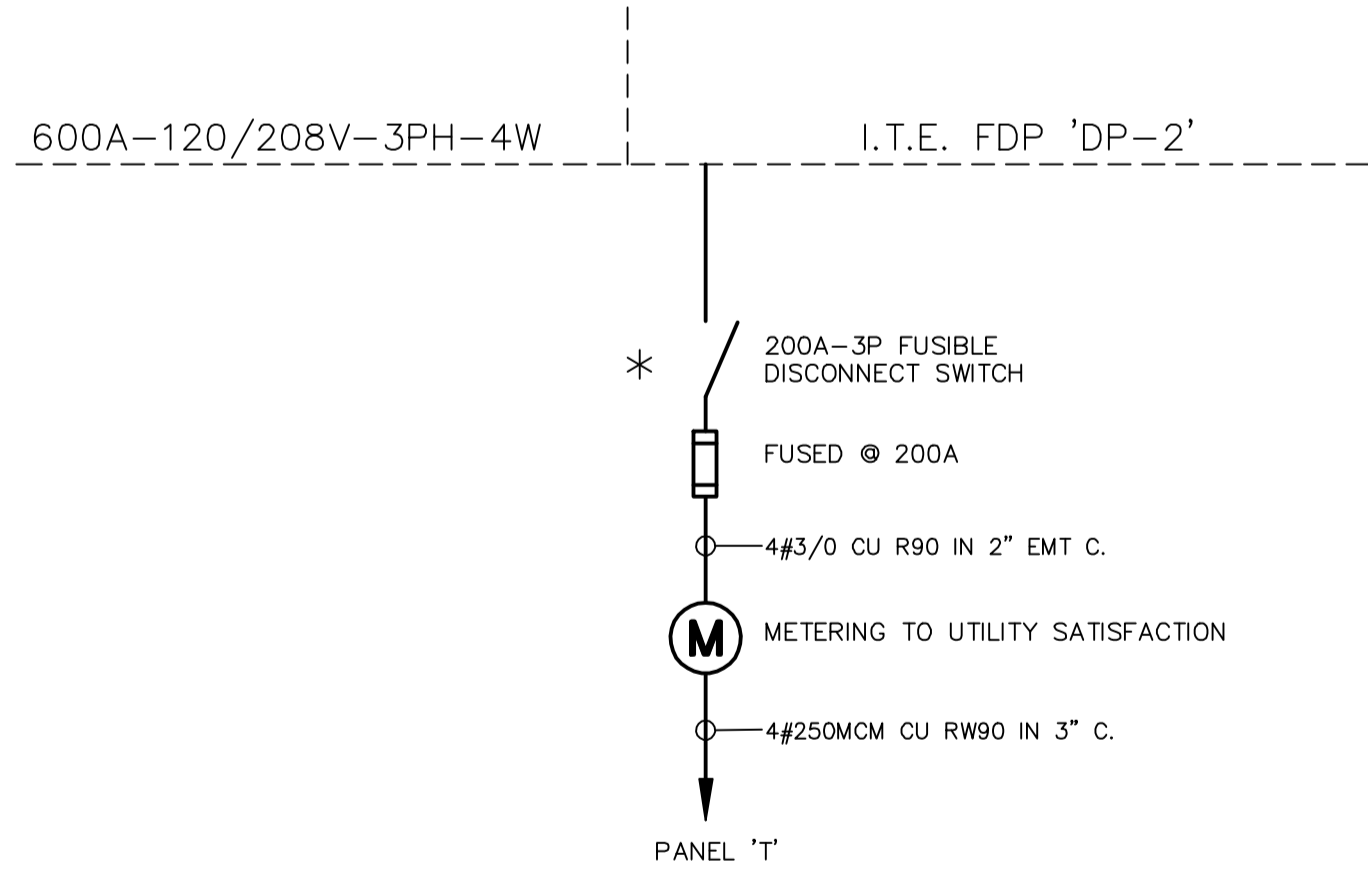 600A-120/208V-3PH-4W
I.T.E. FDP 'DP-2'
*
200A-3P FUSIBLE
DISCONNECT SWITCH
FUSED @ 200A
4#3/0 CU R90 IN 2" EMT C.
M
METERING TO UTILITY SATISFACTION
4#250MCM CU RW90 IN 3" C.
PANEL 'T'